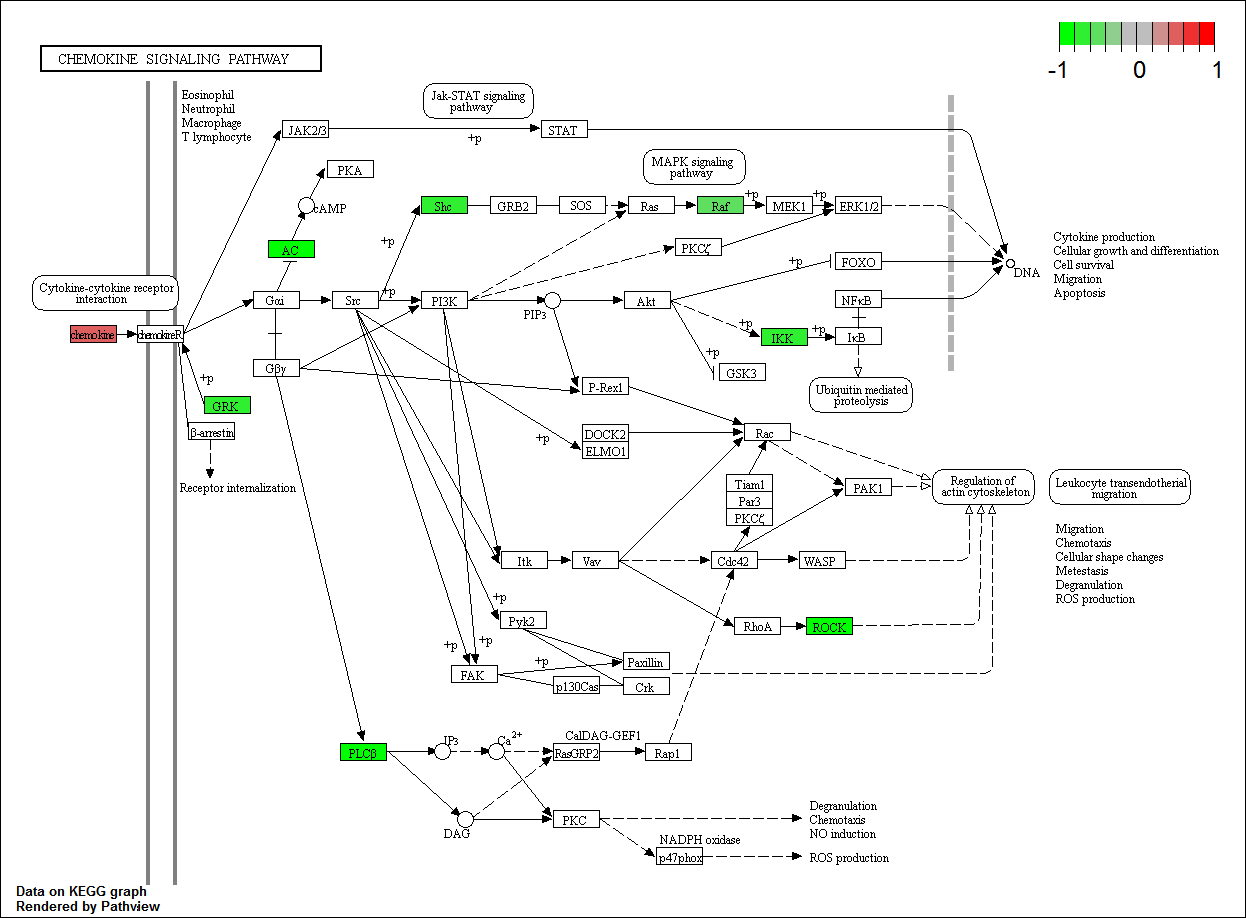 CHEMOKINE SIGNALING PATHWAY
-1 0 1
Eosinophil
Neutrophil
Macrophage
T lymphocyte
Jak-STAT signaling
pathway
JAK2/3
+p
STAT
PKA
cAMP
MAPK signaling
pathway
Shc
GRB2
SOS
Ras
Raf
+p
MEK1
+p
ERK1/2
+p
AC
PKCζ
+p
FOXO
Cytokine production
Cellular growth and differentiation
Cell survival
Migration
Apoptosis
DNA
Cytokine-cytokine receptor
interaction
chemokine
chemokineR
Gαi
Src
+p
PI3K
PIP3
Akt
NFκB
+p
IKK
+p
IκB
+p
GSK3
Gβγ
P-Rex1
Ubiquitin mediated
proteolysis
+p
GRK
β-arrestin
Receptor internalization
+p
DOCK2
ELMO1
Rac
Tiam1
Par3
PKCζ
PAK1
Regulation of
actin cytoskeleton
Leukocyte transendotherial
migration
Migration
Chemotaxis
Cellular shape changes
Metestasis
Degranulation
ROS production
Itk
Vav
Cdc42
WASP
+p
Pyk2
RhoA
ROCK
+p
+p
FAK
+p
Paxillin
p130Cas
Crk
PLCβ
IP3
Ca2+
CalDAG-GEF1
RasGRP2
Rap1
DAG
PKC
Degranulation
Chemotaxis
NO induction
NADPH oxidase
p47phox
ROS production
Data on KEGG graph
Rendered by Pathview